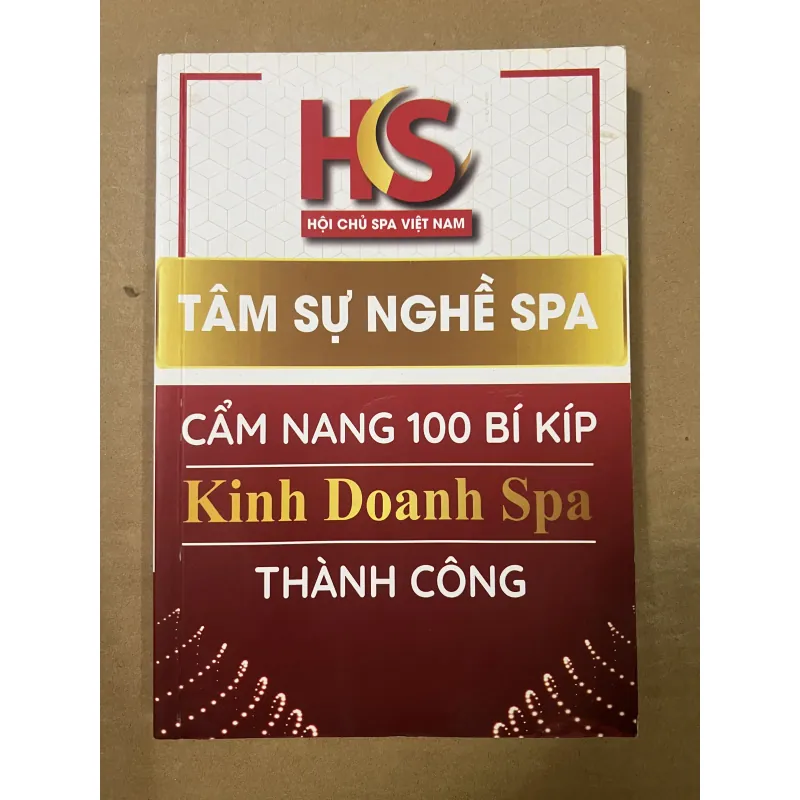 HCS
HỘI CHỦ SPA VIỆT NAM
TÂM SỰ NGHỀ SPA
CẨM NANG 100 BÍ KÍP
Kinh Doanh Spa
THÀNH CÔNG